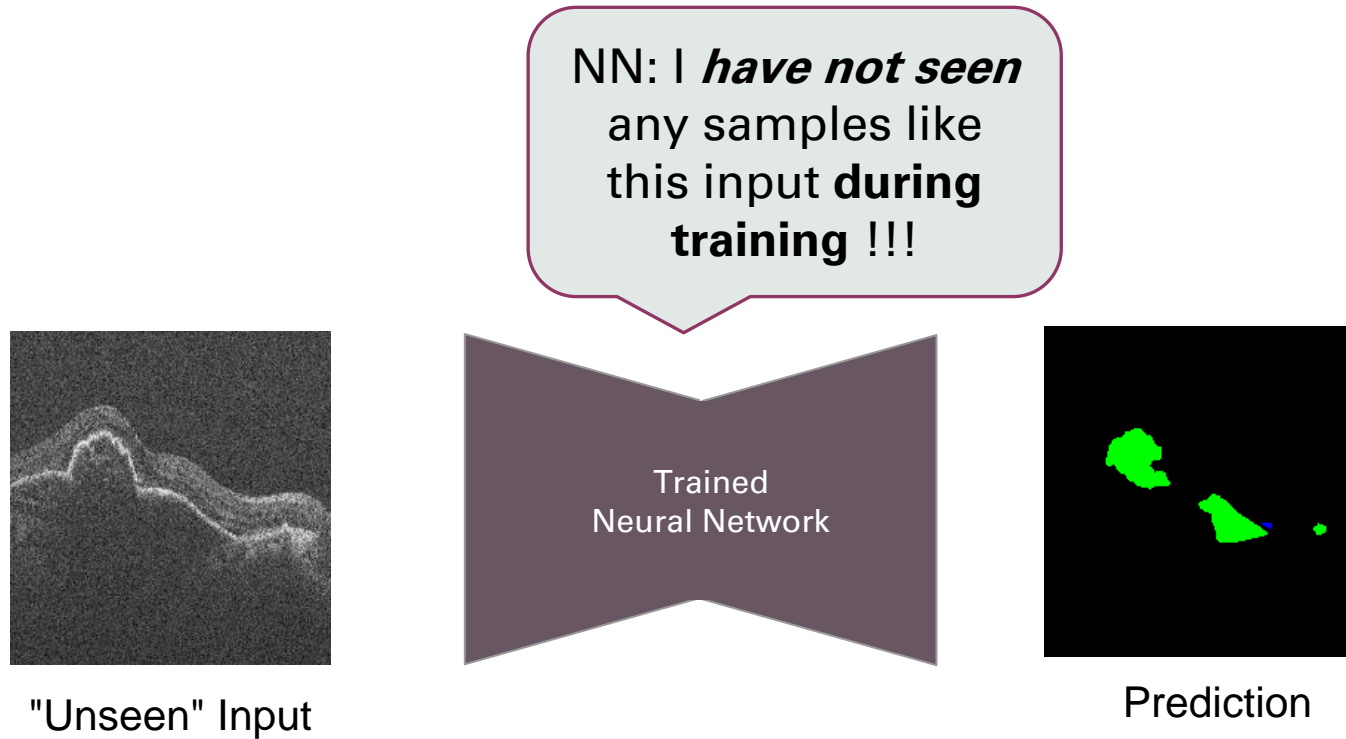 NN: I have not seen
any samples like
this input during
training !!!
Trained
Neural Network
"Unseen" Input
Prediction